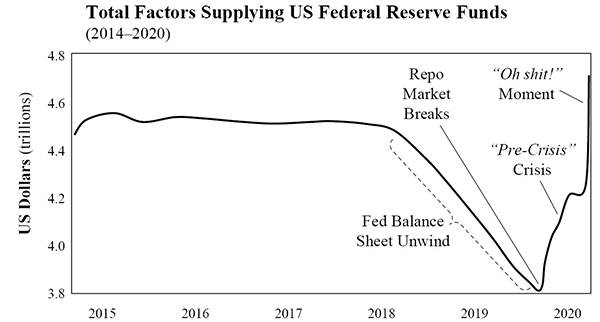 Total Factors Supplying US Federal Reserve Funds
(2014–2020)
US Dollars (trillions)
4.8
4.6
4.4
4.2
4.0
3.8
Repo
Market
Breaks
“Oh shit!”
Moment
“Pre-Crisis”
Crisis
Fed Balance
Sheet Unwind
2015
2016
2017
2018
2019
2020